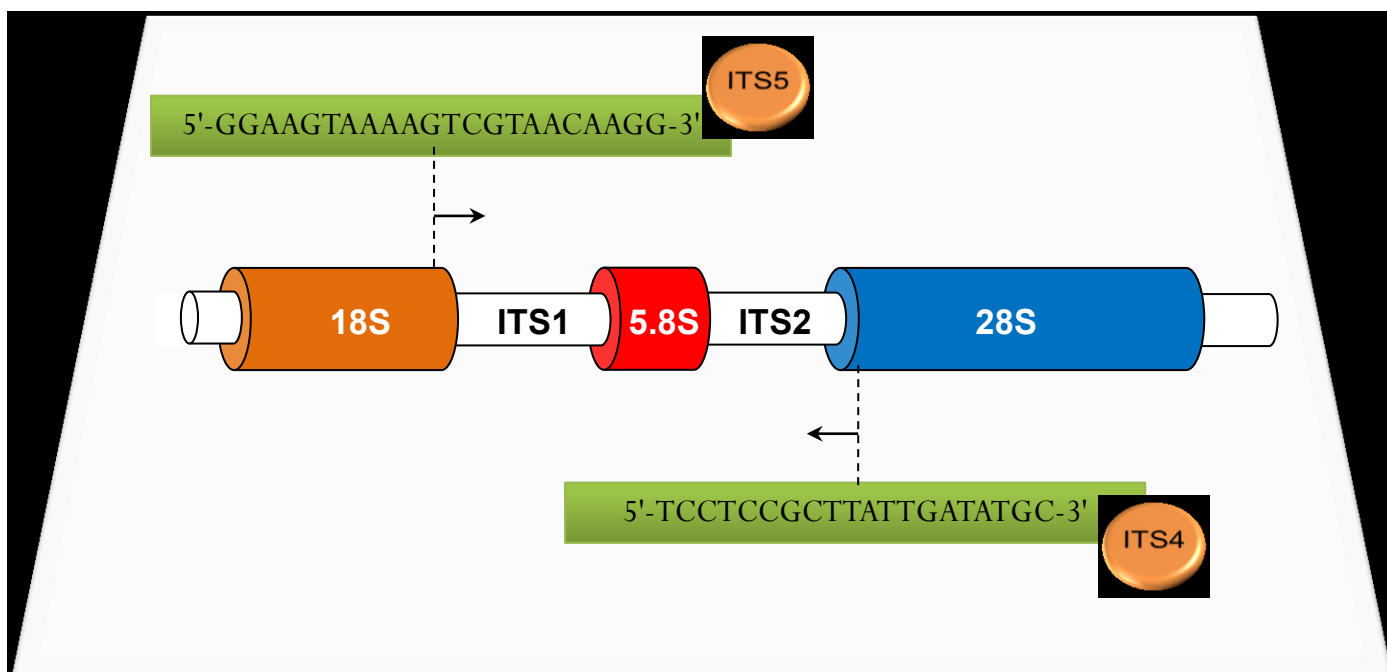 ITS5
5'-GGAAGTAAAAGTCGTAACAAGG-3'
18S
ITS1
5.8S
ITS2
28S
5'-TCCTCCGCTTATTGATATGC-3'
ITS4